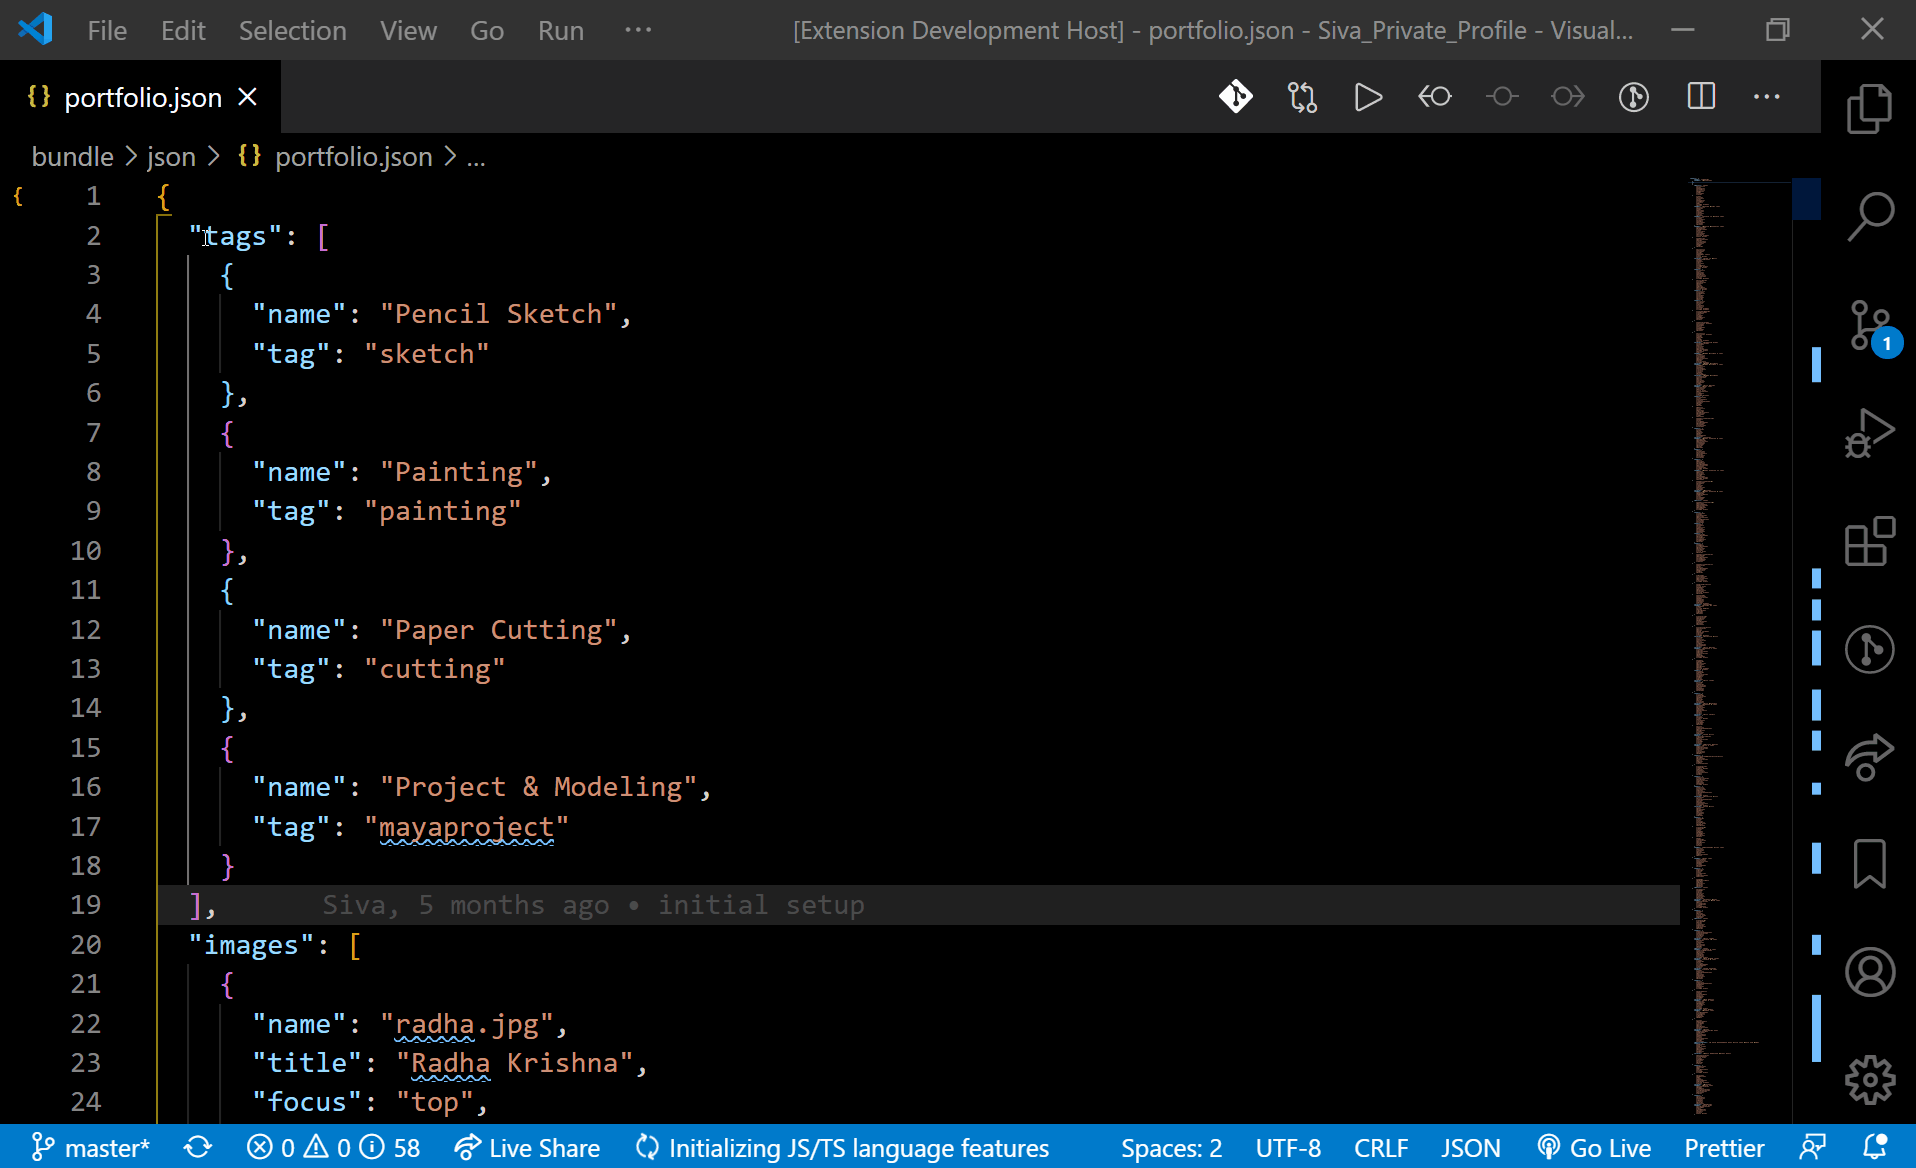 File Edit Selection View Go Run ··· [Extension Development Host] - portfolio.json - Siva_Private_Profile - Visual...
{} portfolio.json
bundle > json > {} portfolio.json > ...
{ 1 {
2 "tags": [
3 {
4 "name": "Pencil Sketch",
5 "tag": "sketch"
6 },
7 {
8 "name": "Painting",
9 "tag": "painting"
10 },
11 {
12 "name": "Paper Cutting",
13 "tag": "cutting"
14 },
15 {
16 "name": "Project & Modeling",
17 "tag": "mayaproject"
18 }
19 ], Siva, 5 months ago • initial setup
20 "images": [
21 {
22 "name": "radha.jpg",
23 "title": "Radha Krishna",
24 "focus": "top",
1
master* 0 0 58 Live Share Initializing JS/TS language features Spaces: 2 UTF-8 CRLF JSON Go Live Prettier